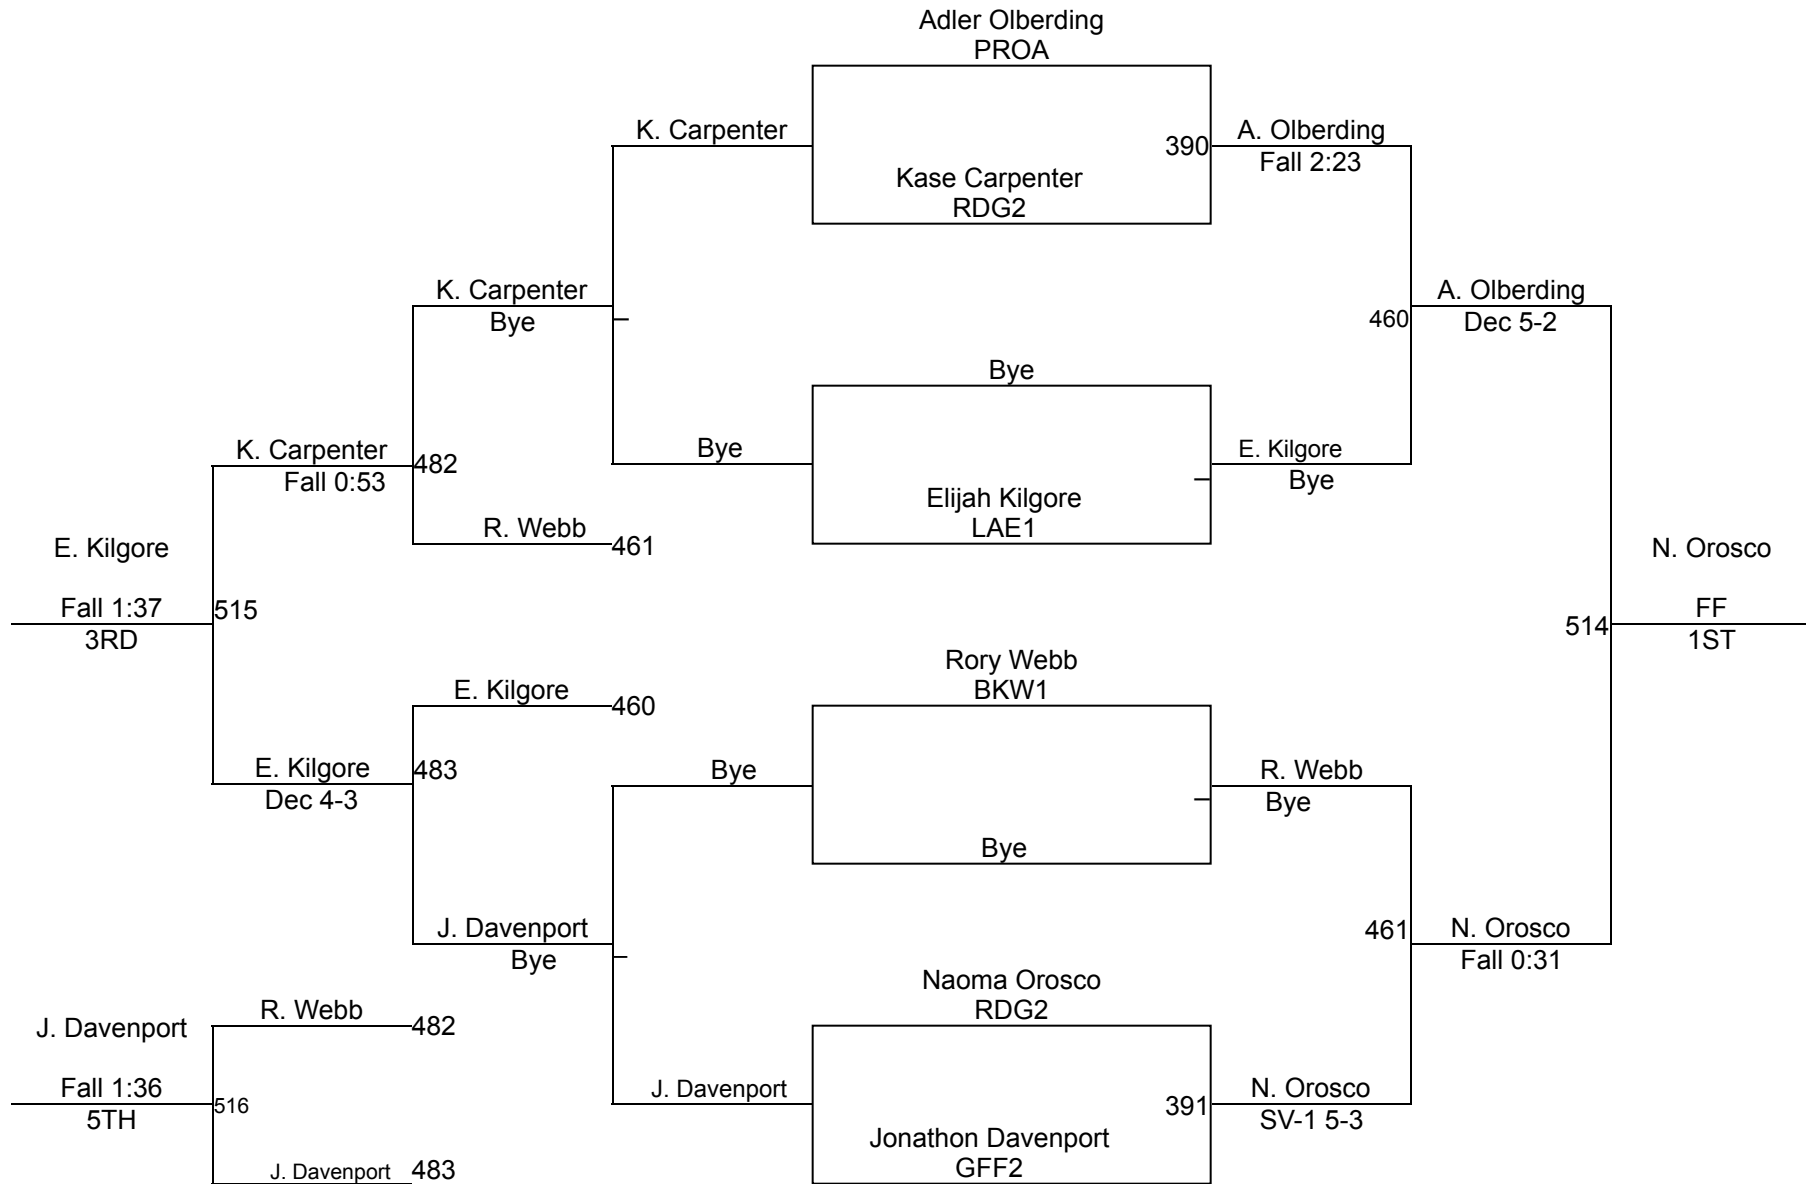 Adler Olberding
PROA
K. Carpenter
390
A. Olberding
Fall 2:23
Kase Carpenter
RDG2
K. Carpenter
Bye
460
A. Olberding
Dec 5-2
Bye
K. Carpenter
Fall 0:53
482
Bye
E. Kilgore
Bye
Elijah Kilgore
LAE1
R. Webb
461
E. Kilgore
Fall 1:37
3RD
515
N. Orosco
FF
1ST
514
Rory Webb
BKW1
E. Kilgore
460
E. Kilgore
Dec 4-3
483
Bye
R. Webb
Bye
Bye
J. Davenport
Bye
461
N. Orosco
Fall 0:31
Naoma Orosco
RDG2
J. Davenport
Fall 1:36
5TH
R. Webb
482
516
J. Davenport
391
N. Orosco
SV-1 5-3
Jonathon Davenport
GFF2
J. Davenport
483